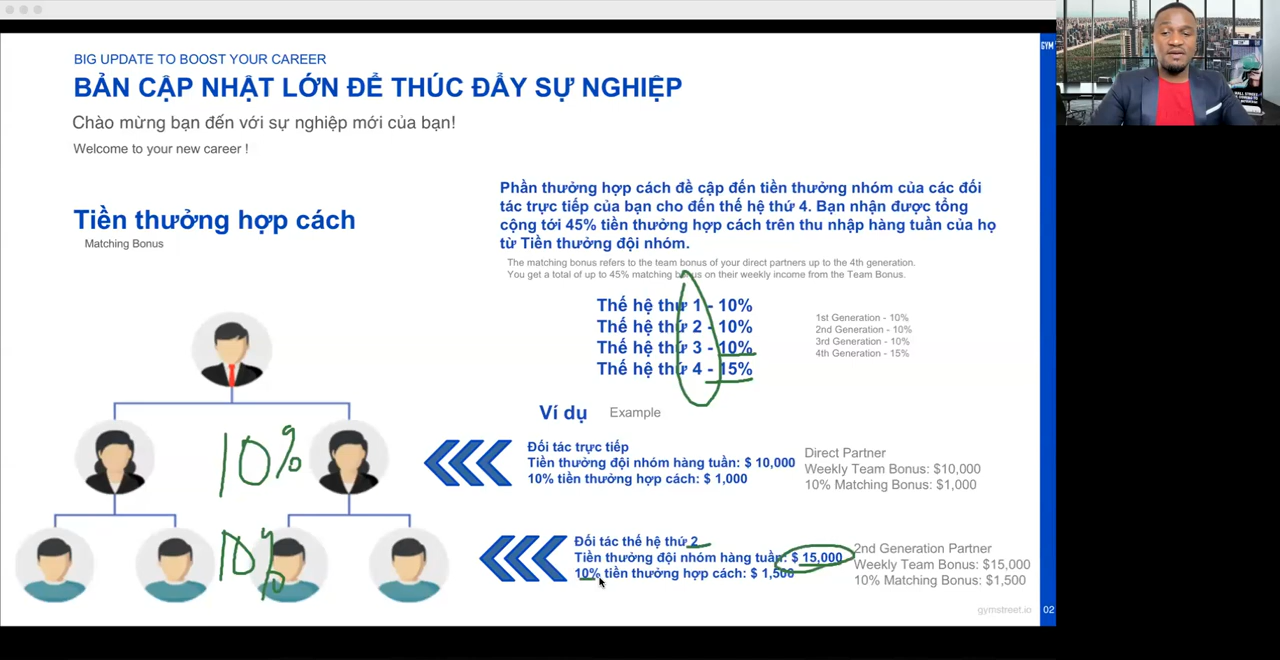 BIG UPDATE TO BOOST YOUR CAREER
BẢN CẬP NHẬT LỚN ĐỂ THÚC ĐẨY SỰ NGHIỆP
Chào mừng bạn đến với sự nghiệp mới của bạn!
Welcome to your new career !
Tiền thưởng hợp cách
Matching Bonus
Phần thưởng hợp cách đề cập đến tiền thưởng nhóm của các đối
tác trực tiếp của bạn cho đến thế hệ thứ 4. Bạn nhận được tổng
cộng tới 45% tiền thưởng hợp cách trên thu nhập hàng tuần của họ
từ Tiền thưởng đội nhóm.
The matching bonus refers to the team bonus of your direct partners up to the 4th generation.
You get a total of up to 45% matching bonus on their weekly income from the Team Bonus.
Thế hệ thứ 1 - 10%
Thế hệ thứ 2 - 10%
Thế hệ thứ 3 - 10%
Thế hệ thứ 4 - 15%
1st Generation - 10%
2nd Generation - 10%
3rd Generation - 10%
4th Generation - 15%
Ví dụ Example
10%
Đối tác trực tiếp
Tiền thưởng đội nhóm hàng tuần: $ 10,000
10% tiền thưởng hợp cách: $ 1,000
Direct Partner
Weekly Team Bonus: $10,000
10% Matching Bonus: $1,000
10%
Đối tác thế hệ thứ 2
Tiền thưởng đội nhóm hàng tuần: $ 15,000
10% tiền thưởng hợp cách: $ 1,500
2nd Generation Partner
Weekly Team Bonus: $15,000
10% Matching Bonus: $1,500
gymstreet.io 02
GYM